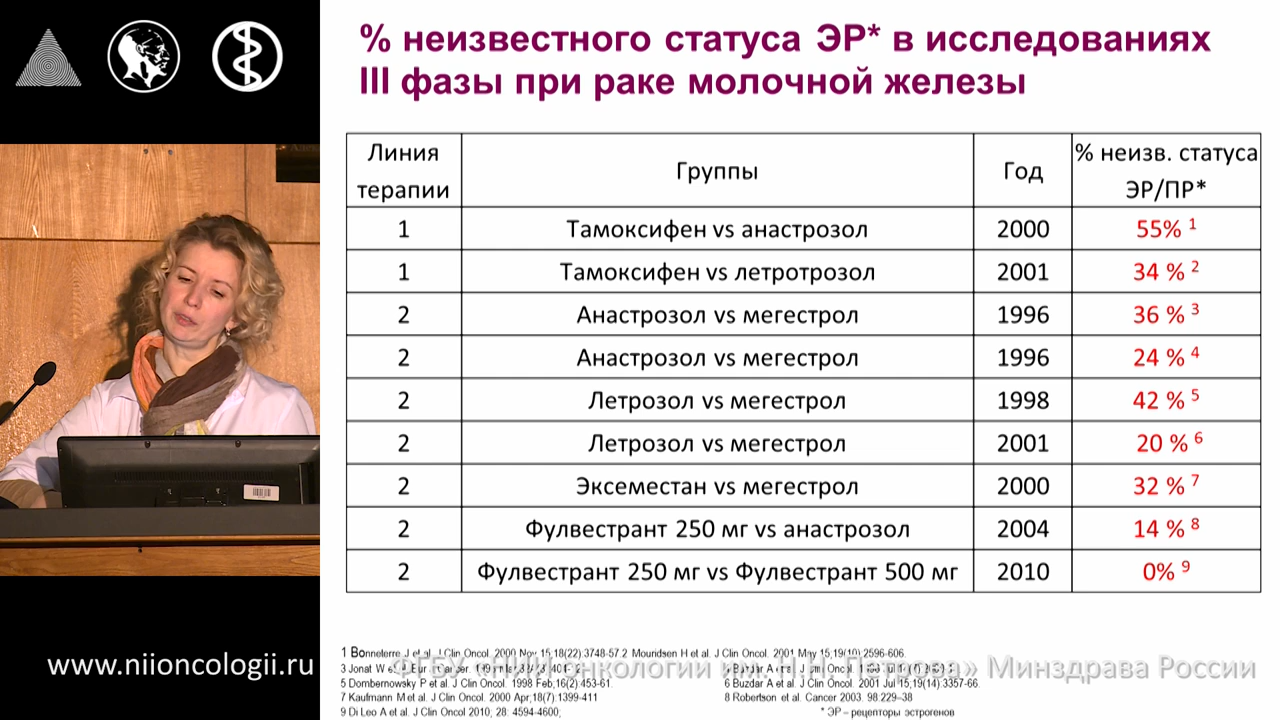 % неизвестного статуса ЭР* в исследованиях
III фазы при раке молочной железы
Линия терапии Группы Год % неизв. статуса ЭР/ПР*
1 Тамоксифен vs анастрозол 2000 55% 1
1 Тамоксифен vs летротрозол 2001 34 % 2
2 Анастрозол vs мегестрол 1996 36 % 3
2 Анастрозол vs мегестрол 1996 24 % 4
2 Летрозол vs мегестрол 1998 42 % 5
2 Летрозол vs мегестрол 2001 20 % 6
2 Эксеместан vs мегестрол 2000 32 % 7
2 Фулвестрант 250 мг vs анастрозол 2004 14 % 8
2 Фулвестрант 250 мг vs Фулвестрант 500 мг 2010 0% 9
www.niioncologii.ru
1 Bonneterre J et al. J Clin Oncol. 2000 Nov 15;18(22):3748-57 2 Mouridsen H et al. J Clin Oncol. 2001 May 15;19(10):2596-606.
3 Jonat W
ФГБУ «НИИ онкологии им. Н.Н. Петрова» Минздрава России
5 Dombernowsky P et al. J Clin Oncol. 1998 Feb;16(2):453-61. 6 Buzdar A et al. J Clin Oncol. 2001 Jul 15;19(14):3357-66.
7 Kaufmann M et al. J Clin Oncol. 2000 Apr;18(7):1399-411 8 Robertson et al. Cancer 2003. 98:229–38
9 Di Leo A et al. J Clin Oncol 2010; 28: 4594-4600; * ЭР – рецепторы эстрогенов